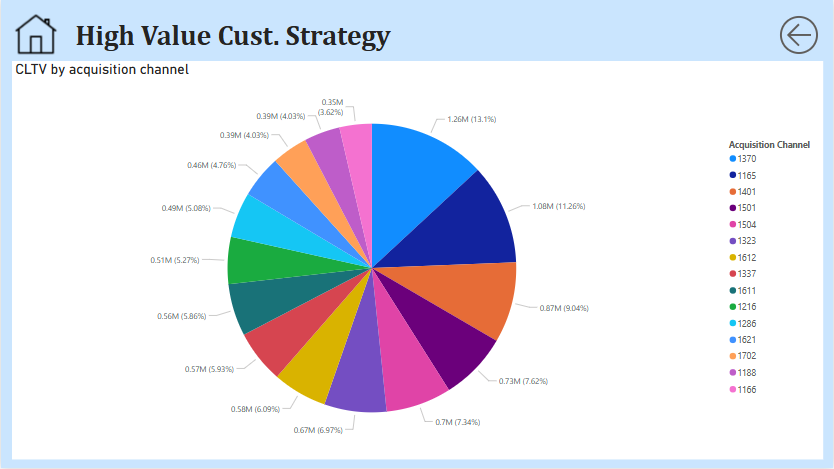 High Value Cust. Strategy
CLTV by acquisition channel
0.35M
(3.62%)
0.39M (4.03%)
0.39M (4.03%)
0.46M (4.76%)
0.49M (5.08%)
0.51M (5.27%)
0.56M (5.86%)
0.57M (5.93%)
0.58M (6.09%)
0.67M (6.97%)
1.26M (13.1%)
1.08M (11.26%)
0.87M (9.04%)
0.73M (7.62%)
0.7M (7.34%)
Acquisition Channel
1370
1165
1401
1501
1504
1323
1612
1337
1611
1216
1286
1621
1702
1188
1166